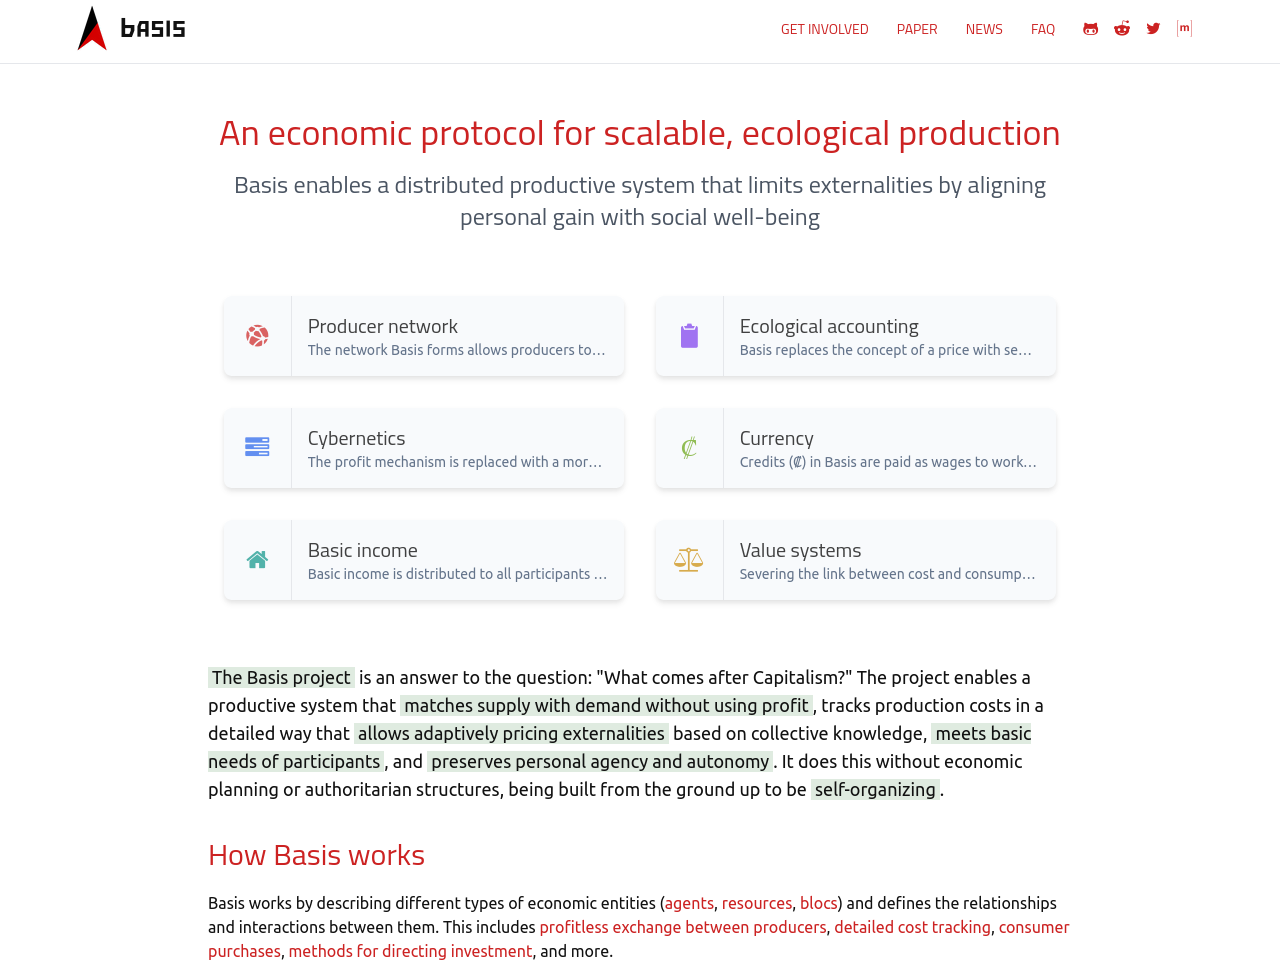 basis
GET INVOLVED PAPER NEWS FAQ m
An economic protocol for scalable, ecological production
Basis enables a distributed productive system that limits externalities by aligning
personal gain with social well-being
Producer network
The network Basis forms allows producers to…
Ecological accounting
Basis replaces the concept of a price with se…
Cybernetics
The profit mechanism is replaced with a mor…
₡
Currency
Credits (₡) in Basis are paid as wages to work…
Basic income
Basic income is distributed to all participants …
Value systems
Severing the link between cost and consump…
The Basis project is an answer to the question: "What comes after Capitalism?" The project enables a
productive system that matches supply with demand without using profit, tracks production costs in a
detailed way that allows adaptively pricing externalities based on collective knowledge, meets basic
needs of participants, and preserves personal agency and autonomy. It does this without economic
planning or authoritarian structures, being built from the ground up to be self-organizing.
How Basis works
Basis works by describing different types of economic entities (agents, resources, blocs) and defines the relationships
and interactions between them. This includes profitless exchange between producers, detailed cost tracking, consumer
purchases, methods for directing investment, and more.